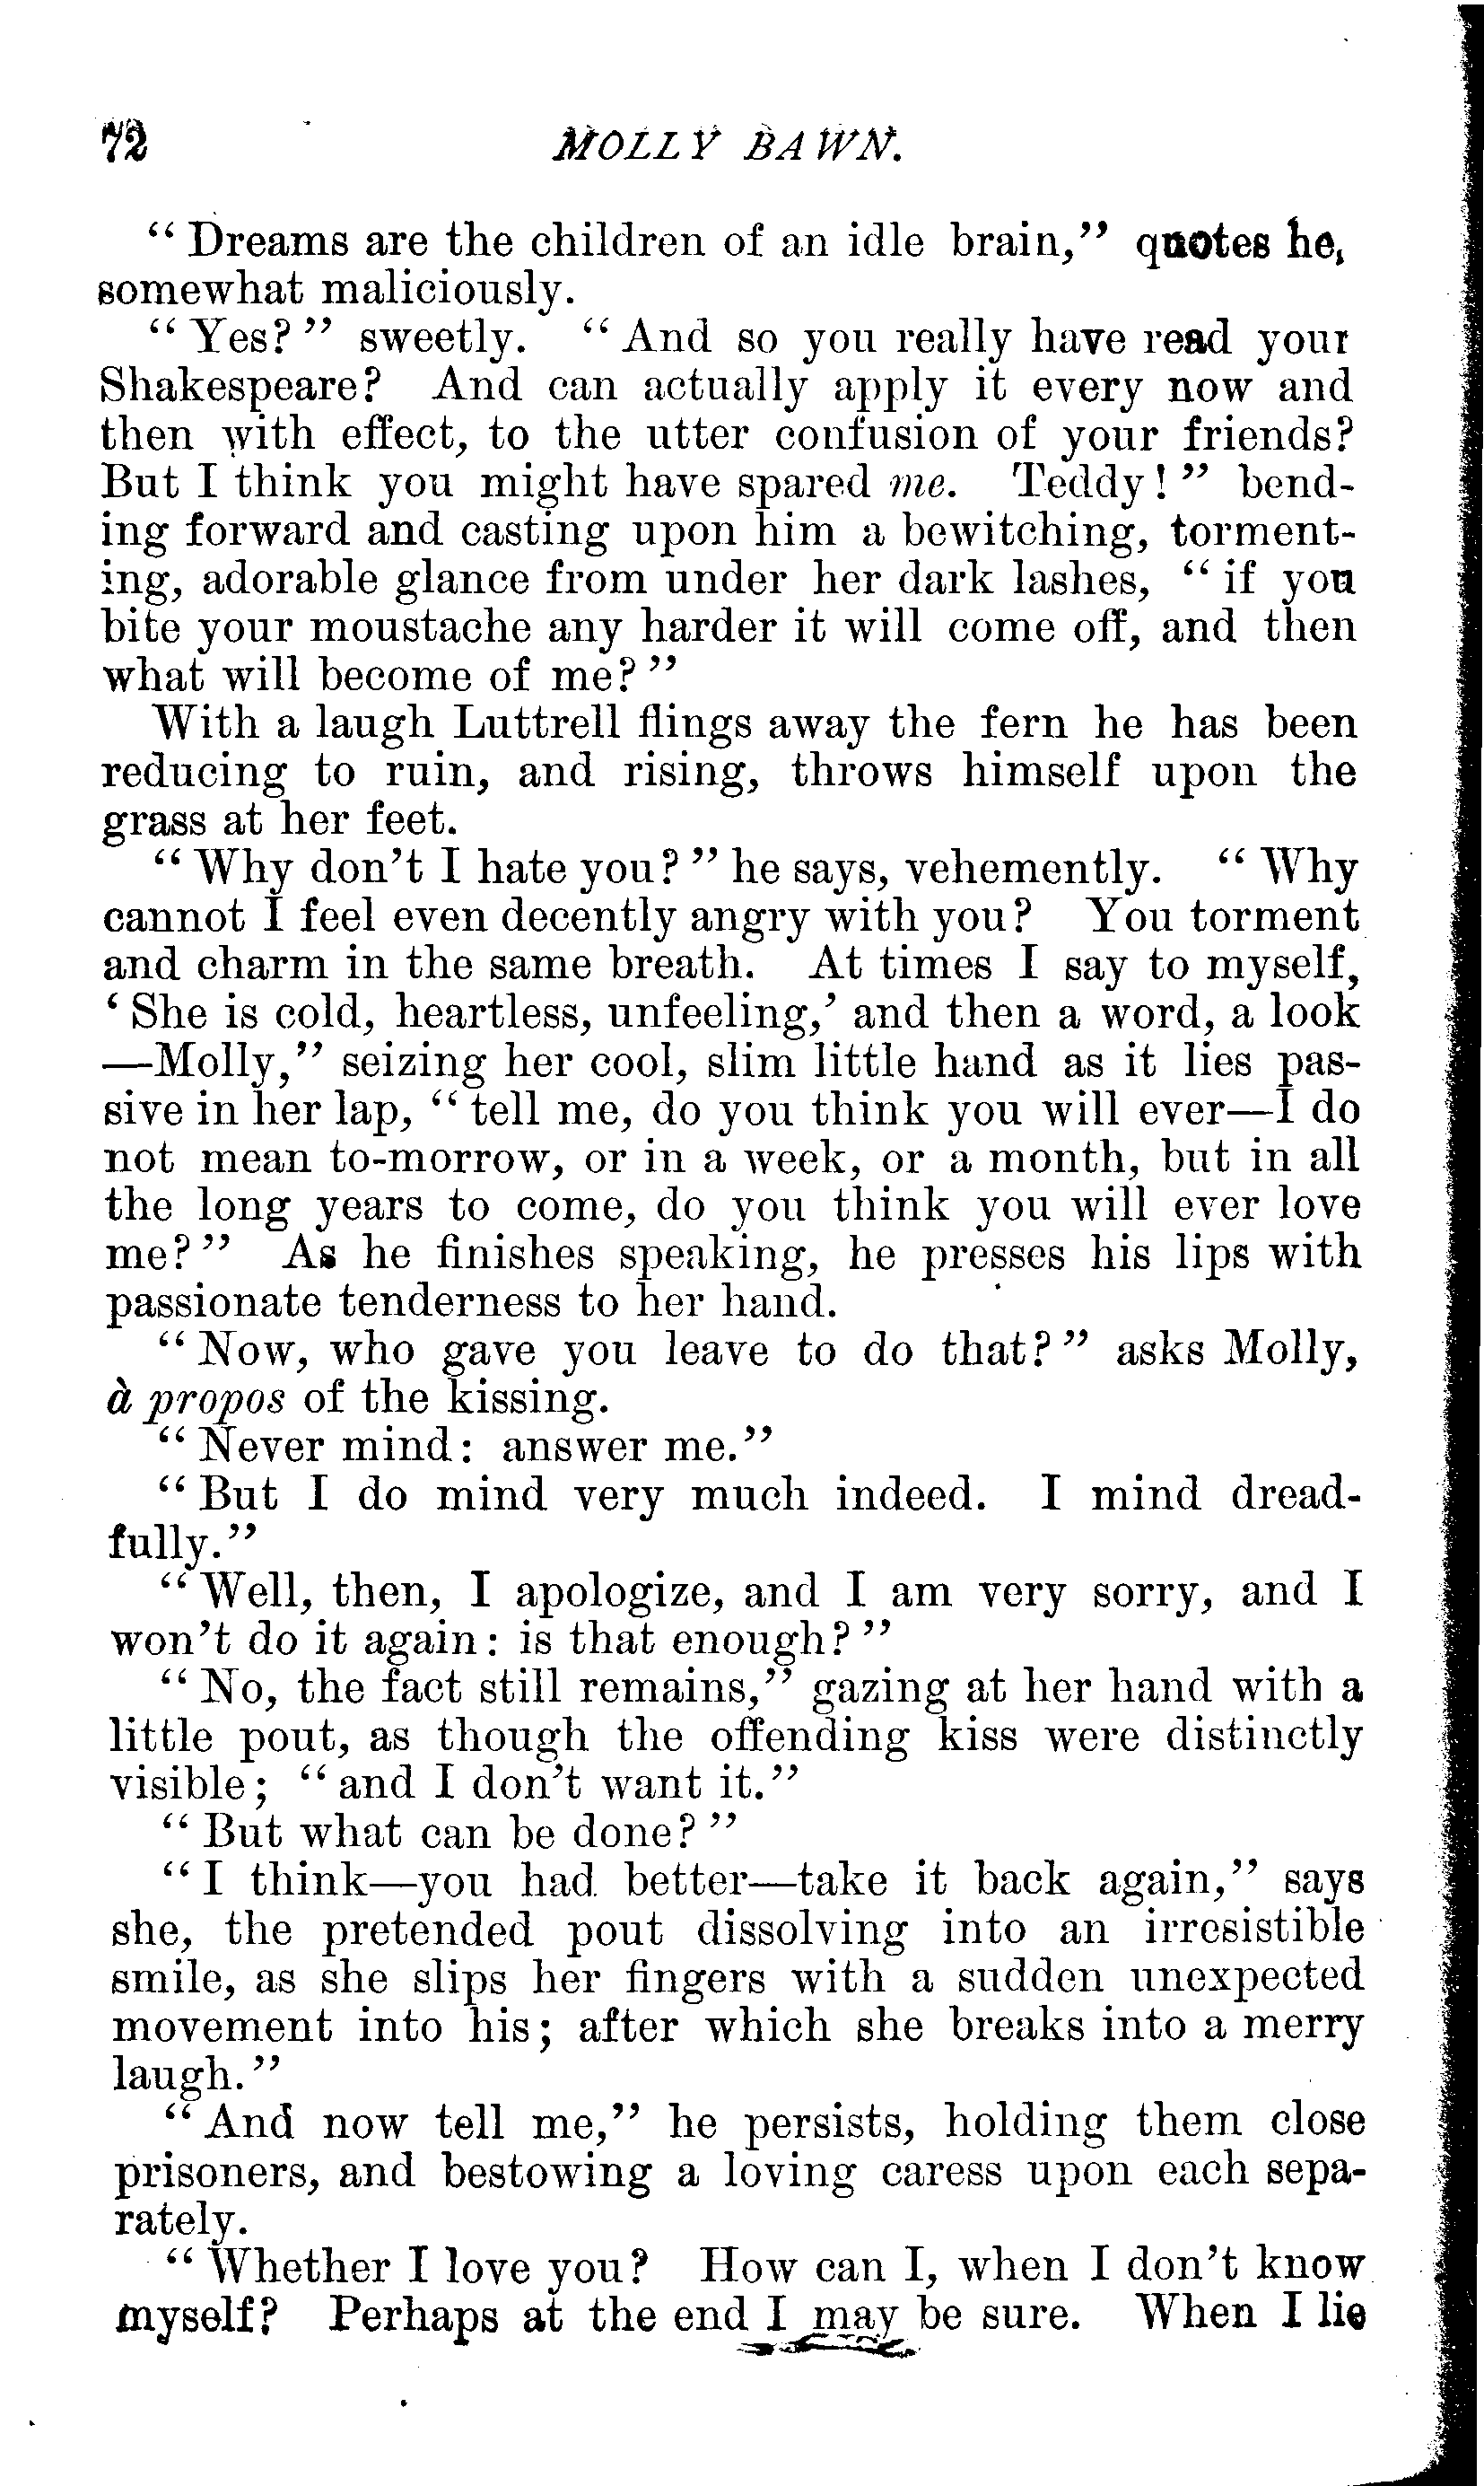 72 MOLLY BAWN.
"Dreams are the children of an idle brain," quotes he,
somewhat maliciously.
"Yes?" sweetly. "And so you really have read your
Shakespeare? And can actually apply it every now and
then with effect, to the utter confusion of your friends?
But I think you might have spared me. Teddy!" bend-
ing forward and casting upon him a bewitching, torment-
ing, adorable glance from under her dark lashes, "if you
bite your moustache any harder it will come off, and then
what will become of me?"
With a laugh Luttrell flings away the fern he has been
reducing to ruin, and rising, throws himself upon the
grass at her feet.
"Why don't I hate you?" he says, vehemently. "Why
cannot I feel even decently angry with you? You torment
and charm in the same breath. At times I say to myself,
'She is cold, heartless, unfeeling,' and then a word, a look
—Molly," seizing her cool, slim little hand as it lies pas-
sive in her lap, "tell me, do you think you will ever—I do
not mean to-morrow, or in a week, or a month, but in all
the long years to come, do you think you will ever love
me?" As he finishes speaking, he presses his lips with
passionate tenderness to her hand.
"Now, who gave you leave to do that?" asks Molly,
à propos of the kissing.
"Never mind: answer me."
"But I do mind very much indeed. I mind dread-
fully."
"Well, then, I apologize, and I am very sorry, and I
won't do it again: is that enough?"
"No, the fact still remains," gazing at her hand with a
little pout, as though the offending kiss were distinctly
visible; "and I don't want it."
"But what can be done?"
"I think—you had better—take it back again," says
she, the pretended pout dissolving into an irresistible
smile, as she slips her fingers with a sudden unexpected
movement into his; after which she breaks into a merry
laugh."
"And now tell me," he persists, holding them close
prisoners, and bestowing a loving caress upon each sepa-
rately.
"Whether I love you? How can I, when I don't know
myself? Perhaps at the end I may be sure. When I lie